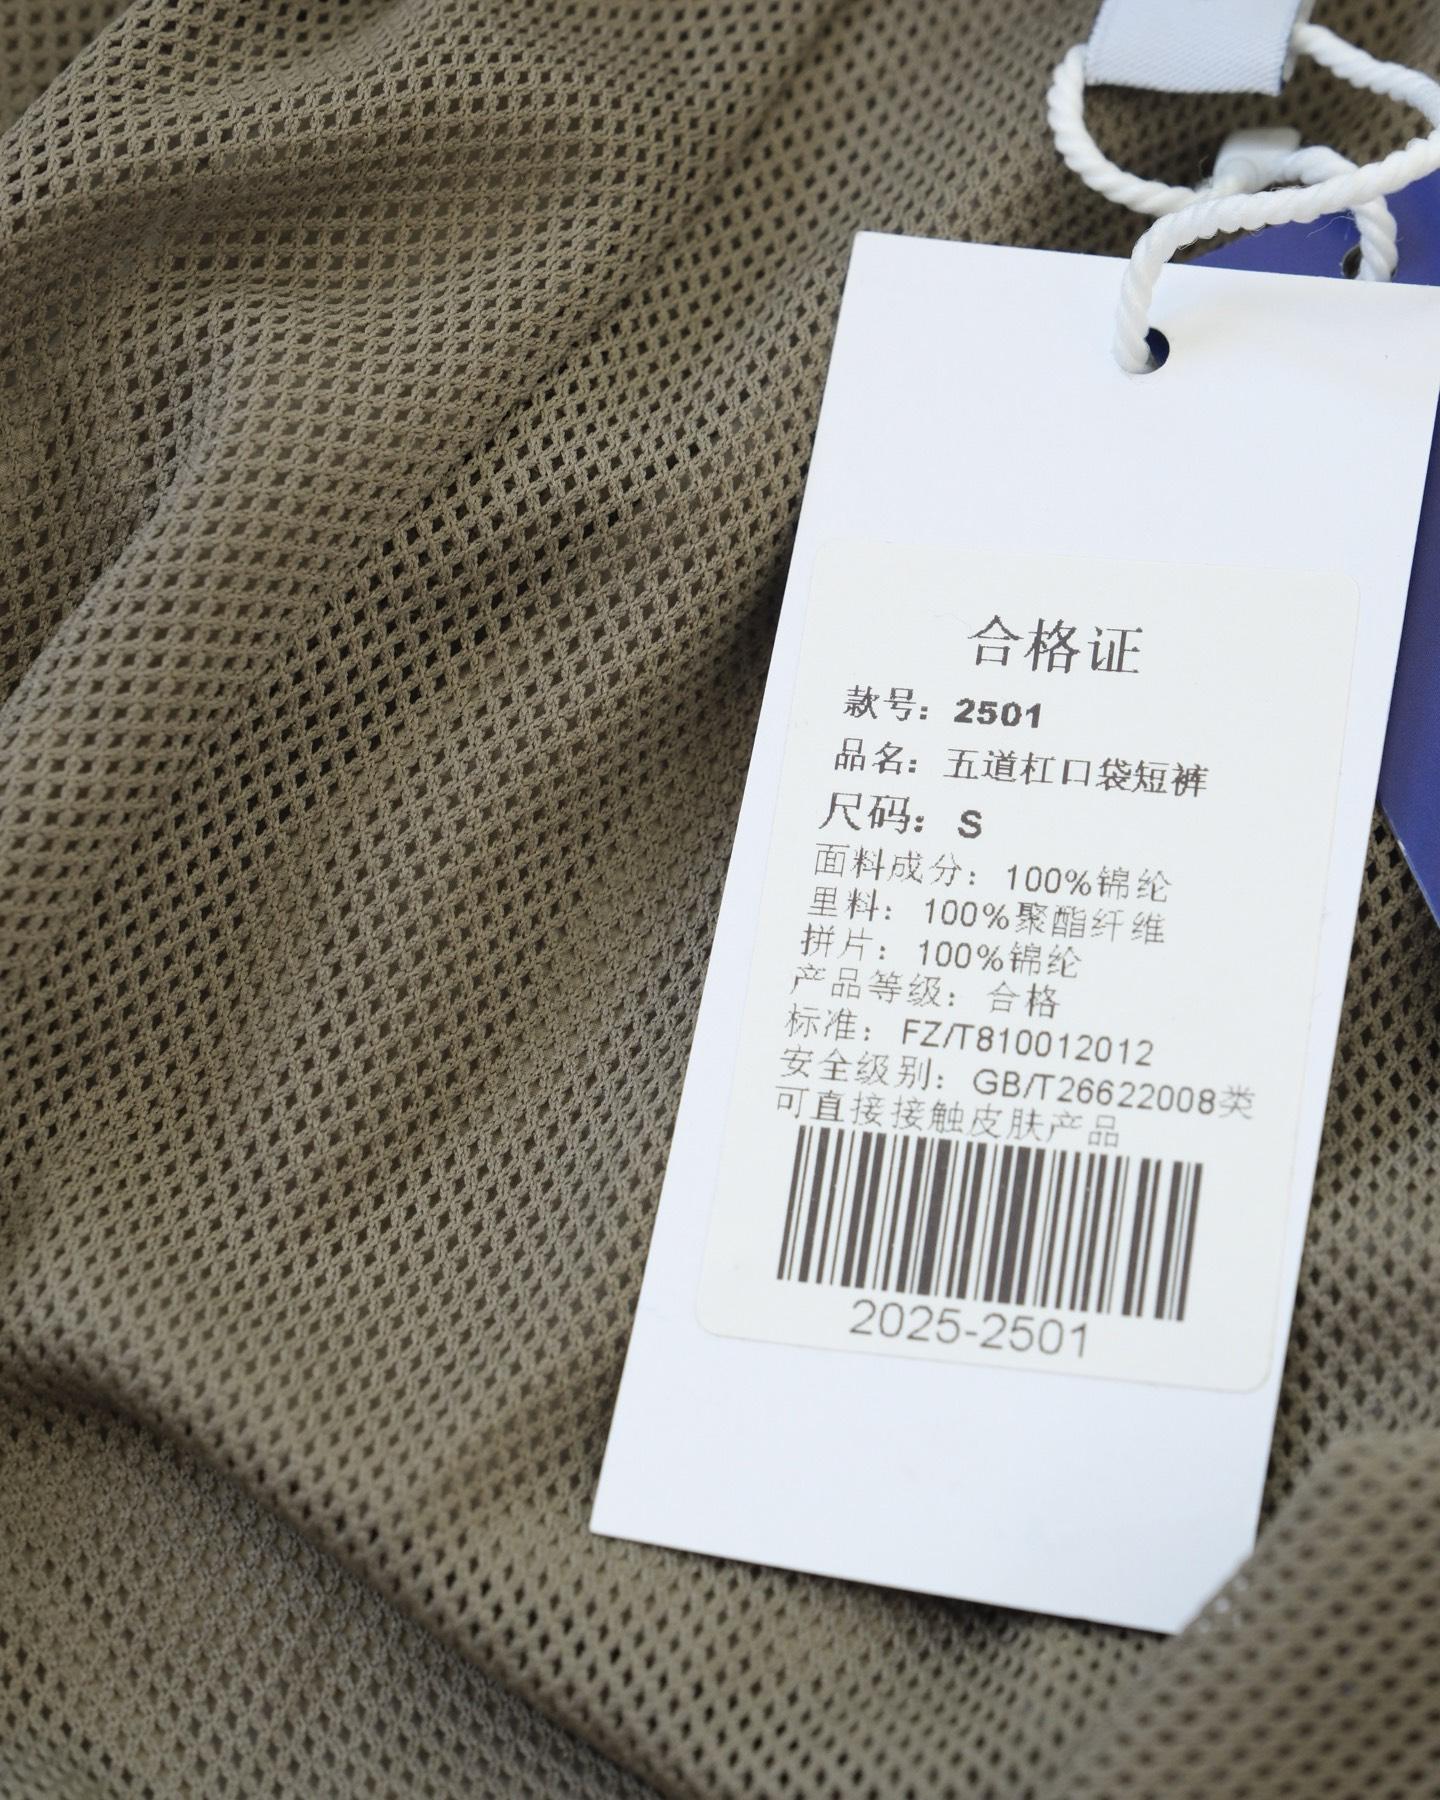 合格证
款号：2501
品名：五道杠口袋短裤
尺码：S
面料成分：100%锦纶
里料：100%聚酯纤维
拼片：100%锦纶
产品等级：合格
标准：FZ/T810012012
安全级别：GB/T26622008类
可直接接触皮肤产品
2025-2501